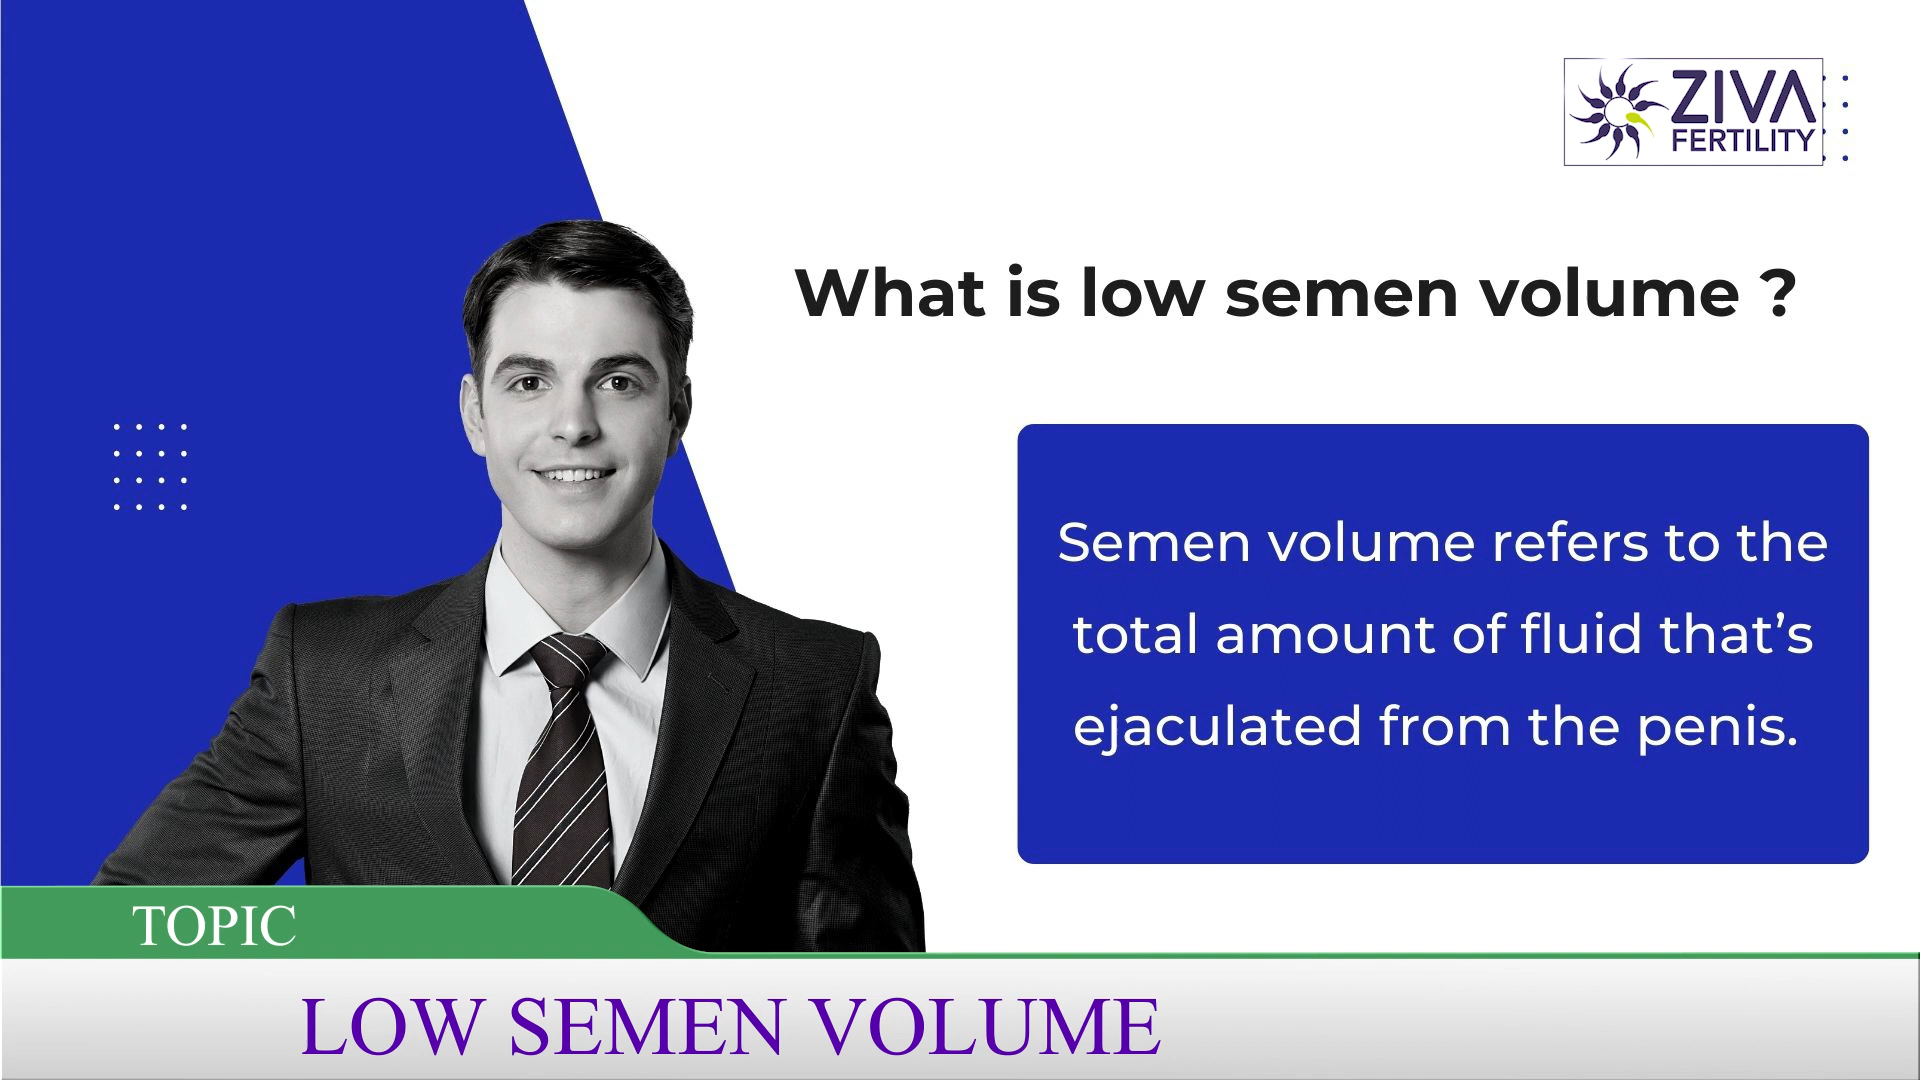 ZIVA
FERTILITY
What is low semen volume ?
Semen volume refers to the
total amount of fluid that’s
ejaculated from the penis.
TOPIC
LOW SEMEN VOLUME